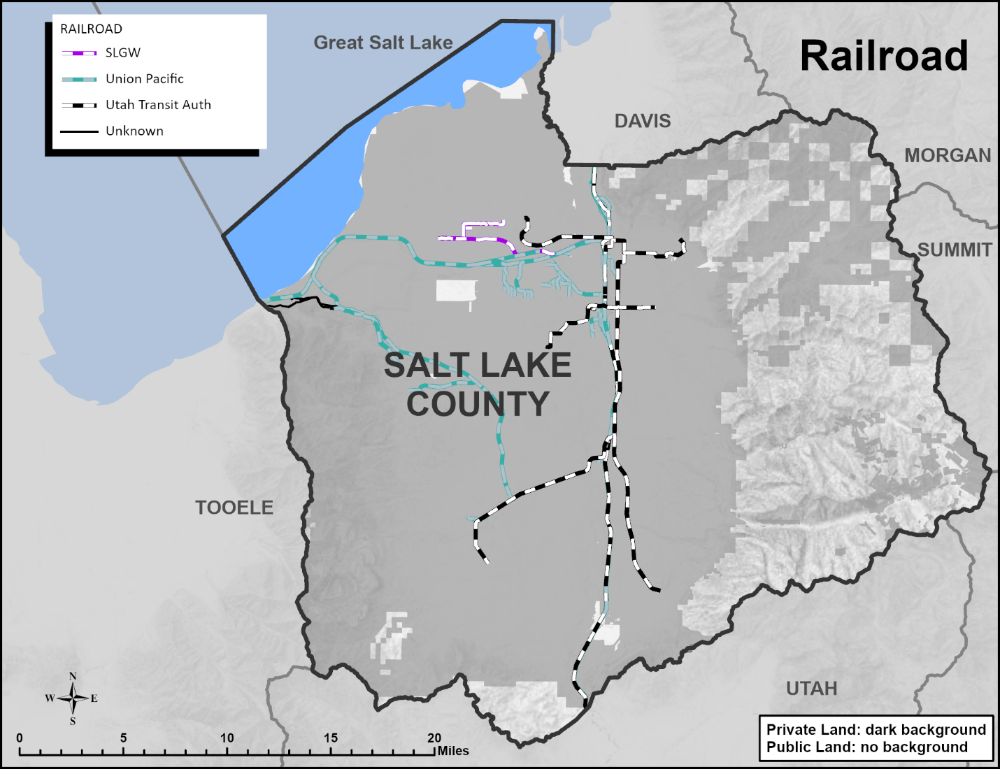 RAILROAD
SLGW
Union Pacific
Utah Transit Auth
Unknown
Great Salt Lake
Railroad
DAVIS
MORGAN
SUMMIT
SALT LAKE
COUNTY
TOOELE
UTAH
N
W E
S
0 5 10 15 20
Miles
Private Land: dark background
Public Land: no background